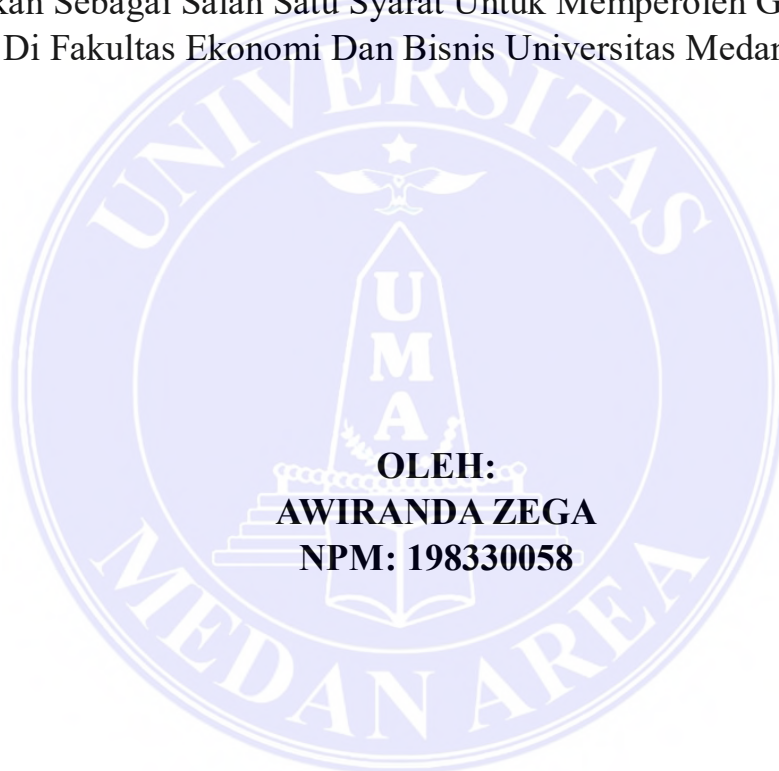 Sebagai Salah Satu Syarat Untuk Memperoleh
Di Fakultas Ekonomi Dan Bisnis Universitas Medan
UNIVERSITAS
UMA
OLEH:
AWIRANDA ZEGA
NPM: 198330058
MEDAN AREA